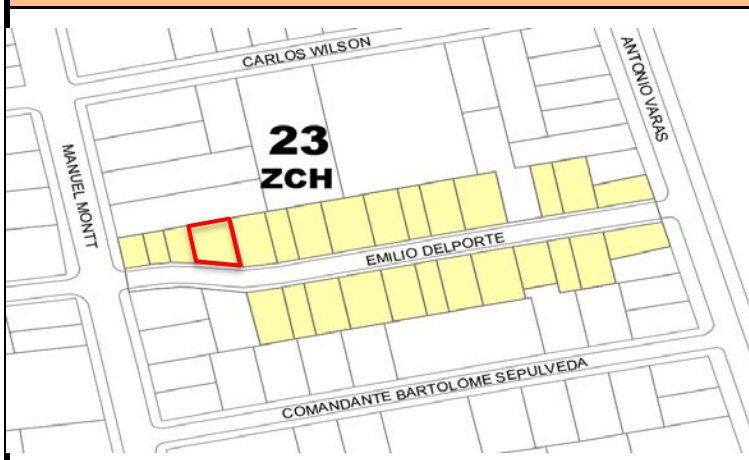 CARLOS WILSON
ANTONIO VARAS
MANUEL MONTT
23
ZCH
EMILIO DELPORTE
COMANDANTE BARTOLOME SEPULVEDA